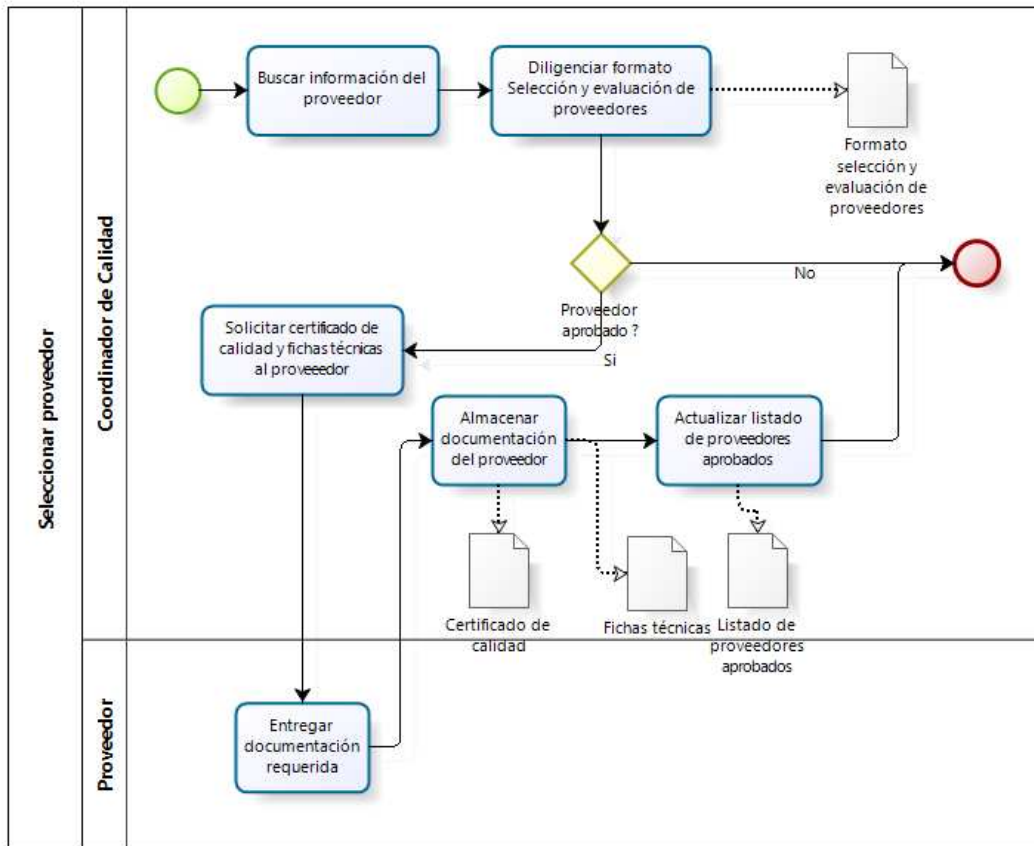 Seleccionar proveedor
Coordinador de Calidad
Buscar información del
proveedor
Diligenciar formato
Selección y evaluación de
proveedores
Formato
selección y
evaluación de
proveedores
No
Proveedor
aprobado ?
Si
Solicitar certificado de
calidad y fichas técnicas
al proveeedor
Almacenar
documentación
del proveedor
Actualizar listado
de proveedores
aprobados
Certificado de
calidad
Fichas técnicas
Listado de
proveedores
aprobados
Proveedor
Entregar
documentación
requerida